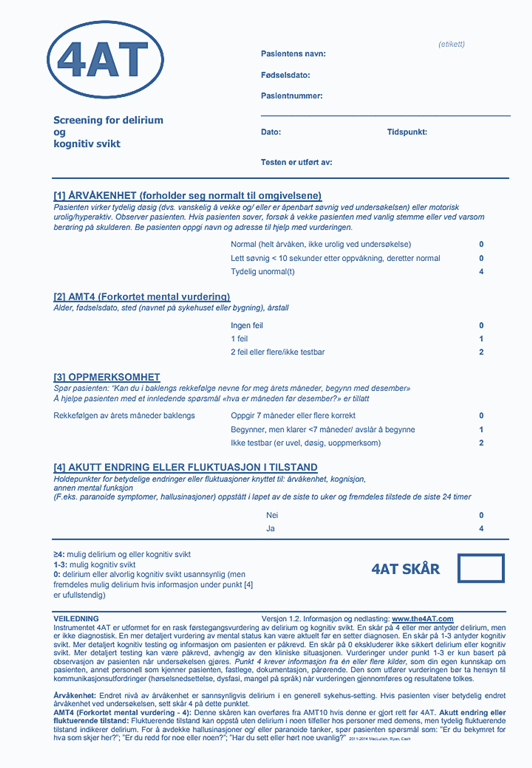 4AT
(etikett)
Pasientens navn:
Fødselsdato:
Pasientnummer:
Screening for delirium
og
kognitiv svikt
Dato: Tidspunkt:
Testen er utført av:
[1] ÅRVÅKENHET (forholder seg normalt til omgivelsene)
Pasienten virker tydelig døsig (dvs. vanskelig å vekke og/ eller er åpenbart søvnig ved undersøkelsen) eller motorisk
urolig/hyperaktiv. Observer pasienten. Hvis pasienten sover, forsøk å vekke pasienten med vanlig stemme eller ved varsom
berøring på skulderen. Be pasienten oppgi navn og adresse til hjelp med vurderingen.
Normal (helt årvåken, ikke urolig ved undersøkelse) 0
Lett søvnig < 10 sekunder etter oppvåkning, deretter normal 0
Tydelig unormal(t) 4
[2] AMT4 (Forkortet mental vurdering)
Alder, fødselsdato, sted (navnet på sykehuset eller bygning), årstall
Ingen feil 0
1 feil 1
2 feil eller flere/ikke testbar 2
[3] OPPMERKSOMHET
Spør pasienten: “Kan du i baklengs rekkefølge nevne for meg årets måneder, begynn med desember»
Å hjelpe pasienten med et innledende spørsmål «hva er måneden før desember?» er tillatt
Rekkefølgen av årets måneder baklengs Oppgir 7 måneder eller flere korrekt 0
Begynner, men klarer <7 måneder/ avslår å begynne 1
Ikke testbar (er uvel, døsig, uoppmerksom) 2
[4] AKUTT ENDRING ELLER FLUKTUASJON I TILSTAND
Holdepunkter for betydelige endringer eller fluktuasjoner knyttet til: årvåkenhet, kognisjon,
annen mental funksjon
(F.eks. paranoide symptomer, hallusinasjoner) oppstått i løpet av de siste to uker og fremdeles tilstede de siste 24 timer
Nei 0
Ja 4
≥4: mulig delirium og eller kognitiv svikt
1-3: mulig kognitiv svikt
0: delirium eller alvorlig kognitiv svikt usannsynlig (men
fremdeles mulig delirium hvis informasjon under punkt [4]
er ufullstendig)
4AT SKÅR
VEILEDNING Versjon 1.2. Informasjon og nedlasting: www.the4AT.com
Instrumentet 4AT er utformet for en rask førstegangsvurdering av delirium og kognitiv svikt. En skår på 4 eller mer antyder delirium, men
er ikke diagnostisk. En mer detaljert vurdering av mental status kan være aktuelt før en setter diagnosen. En skår på 1-3 antyder kognitiv
svikt. Mer detaljert kognitiv testing og informasjon om pasienten er påkrevd. En skår på 0 ekskluderer ikke sikkert delirium eller kognitiv
svikt. Mer detaljert testing kan være påkrevd, avhengig av den kliniske situasjonen. Vurderinger under punkt 1-3 er kun basert på
observasjon av pasienten når undersøkelsen gjøres. Punkt 4 krever informasjon fra én eller flere kilder, som din egen kunnskap om
pasienten, annet personell som kjenner pasienten, fastlege, dokumentasjon, pårørende. Den som utfører vurderingen bør ta hensyn til
kommunikasjonsutfordringer (hørselsnedsettelse, dysfasi, mangel på språk) når vurderingen gjennomføres og resultatene tolkes.
Årvåkenhet: Endret nivå av årvåkenhet er sannsynligvis delirium i en generell sykehus-setting. Hvis pasienten viser betydelig endret
årvåkenhet ved undersøkelsen, sett skår 4 på dette punktet.
AMT4 (Forkortet mental vurdering - 4): Denne skåren kan overføres fra AMT10 hvis denne er gjort rett før 4AT. Akutt endring eller
fluktuerende tilstand: Fluktuerende tilstand kan oppstå uten delirium i noen tilfeller hos personer med demens, men tydelig fluktuerende
tilstand indikerer delirium. For å avdekke hallusinasjoner og/ eller paranoide tanker, spør pasienten spørsmål som: ”Er du bekymret for
hva som skjer her?”; ”Er du redd for noe eller noen?”; ”Har du sett eller hørt noe uvanlig?” 2011-2014 MacLullich, Ryan, Cash